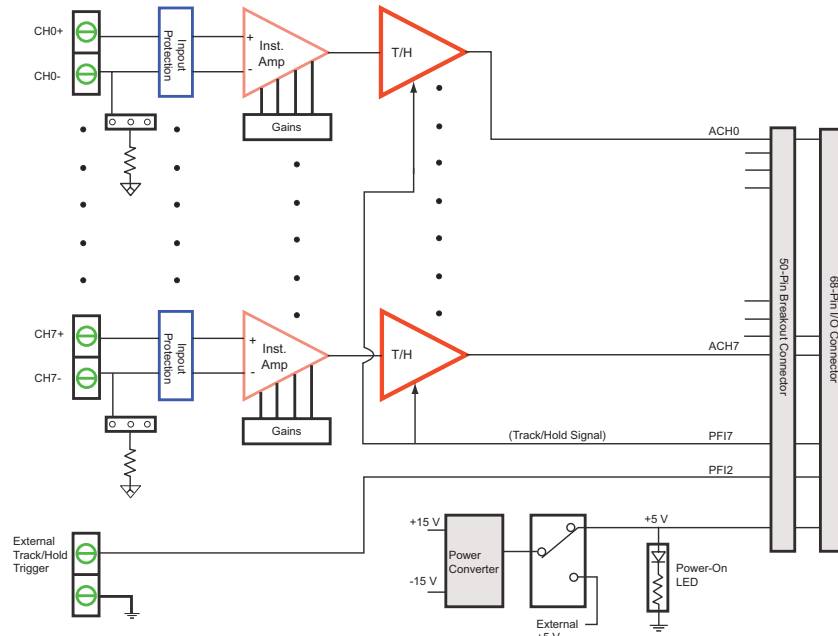 CH0+
CH0-
Inpout
Protection
+
-
Inst.
Amp
Gains
T/H
ACH0
CH7+
CH7-
Inpout
Protection
+
-
Inst.
Amp
Gains
T/H
ACH7
50-Pin Breakout Connector
68-Pin I/O Connector
(Track/Hold Signal)
PFI7
PFI2
External
Track/Hold
Trigger
+15 V
-15 V
Power
Converter
+5 V
Power-On
LED
External
+5 V